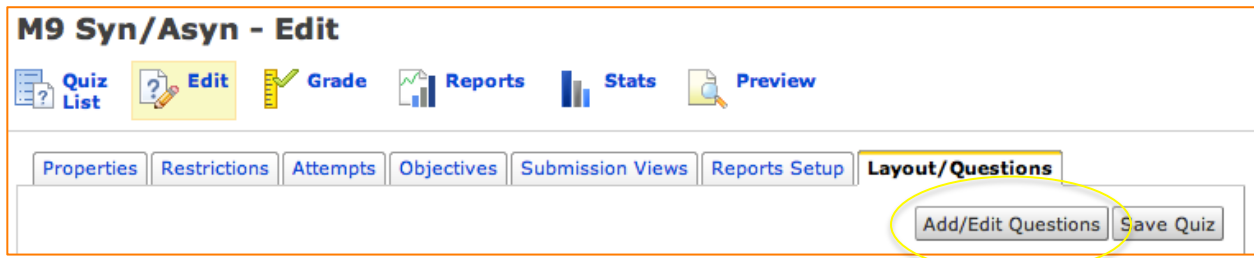 M9 Syn/Asyn - Edit
Quiz List Edit Grade Reports Stats Preview
Properties Restrictions Attempts Objectives Submission Views Reports Setup Layout/Questions
Add/Edit Questions Save Quiz